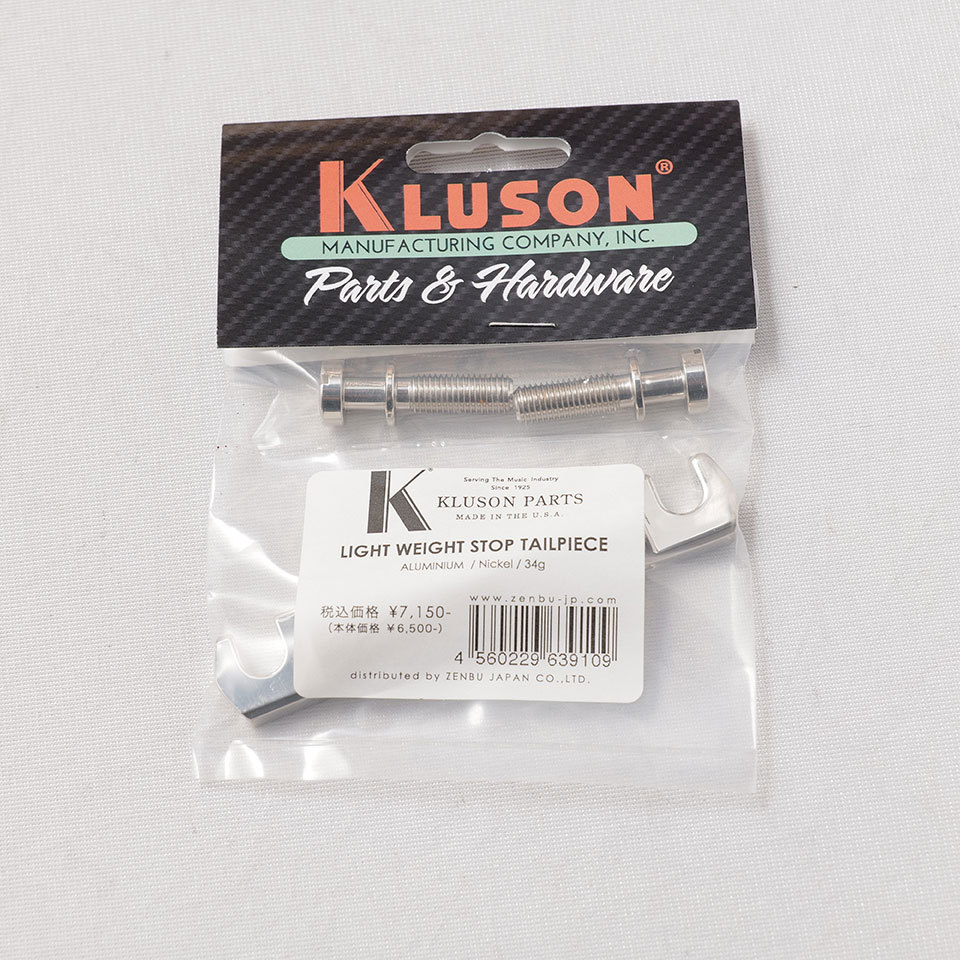 KLUSON®
MANUFACTURING COMPANY, INC.
Parts & Hardware
K®
Serving The Music Industry
Since 1925
KLUSON PARTS
MADE IN THE U.S.A.
LIGHT WEIGHT STOP TAILPIECE
ALUMINIUM / Nickel / 34g
www.zenbu-jp.com
税込価格 ¥7,150-
(本体価格 ¥6,500-)
4 560229 639109
distributed by ZENBU JAPAN CO.,LTD.